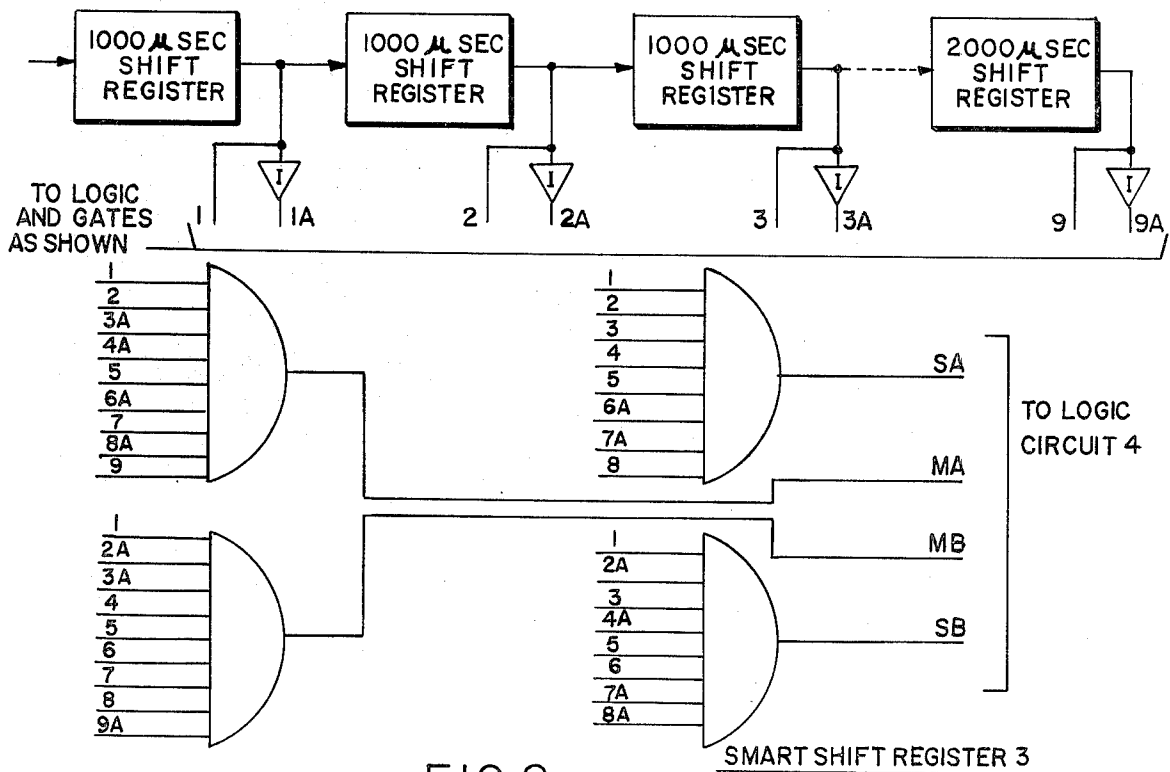 1000 μ SEC
SHIFT
REGISTER
1000 μ SEC
SHIFT
REGISTER
1000 μ SEC
SHIFT
REGISTER
2000 μ SEC
SHIFT
REGISTER
I
I
I
I
TO LOGIC
AND GATES
AS SHOWN
1
1A
2
2A
3
3A
9
9A
1
2
3A
4A
5
6A
7
8A
9
1
2
3
4
5
6A
7A
8
SA
MA
MB
SB
TO LOGIC
CIRCUIT 4
1
2A
3A
4
5
6
7
8
9A
1
2A
3
4A
5
6
7A
8A
SMART SHIFT REGISTER 3